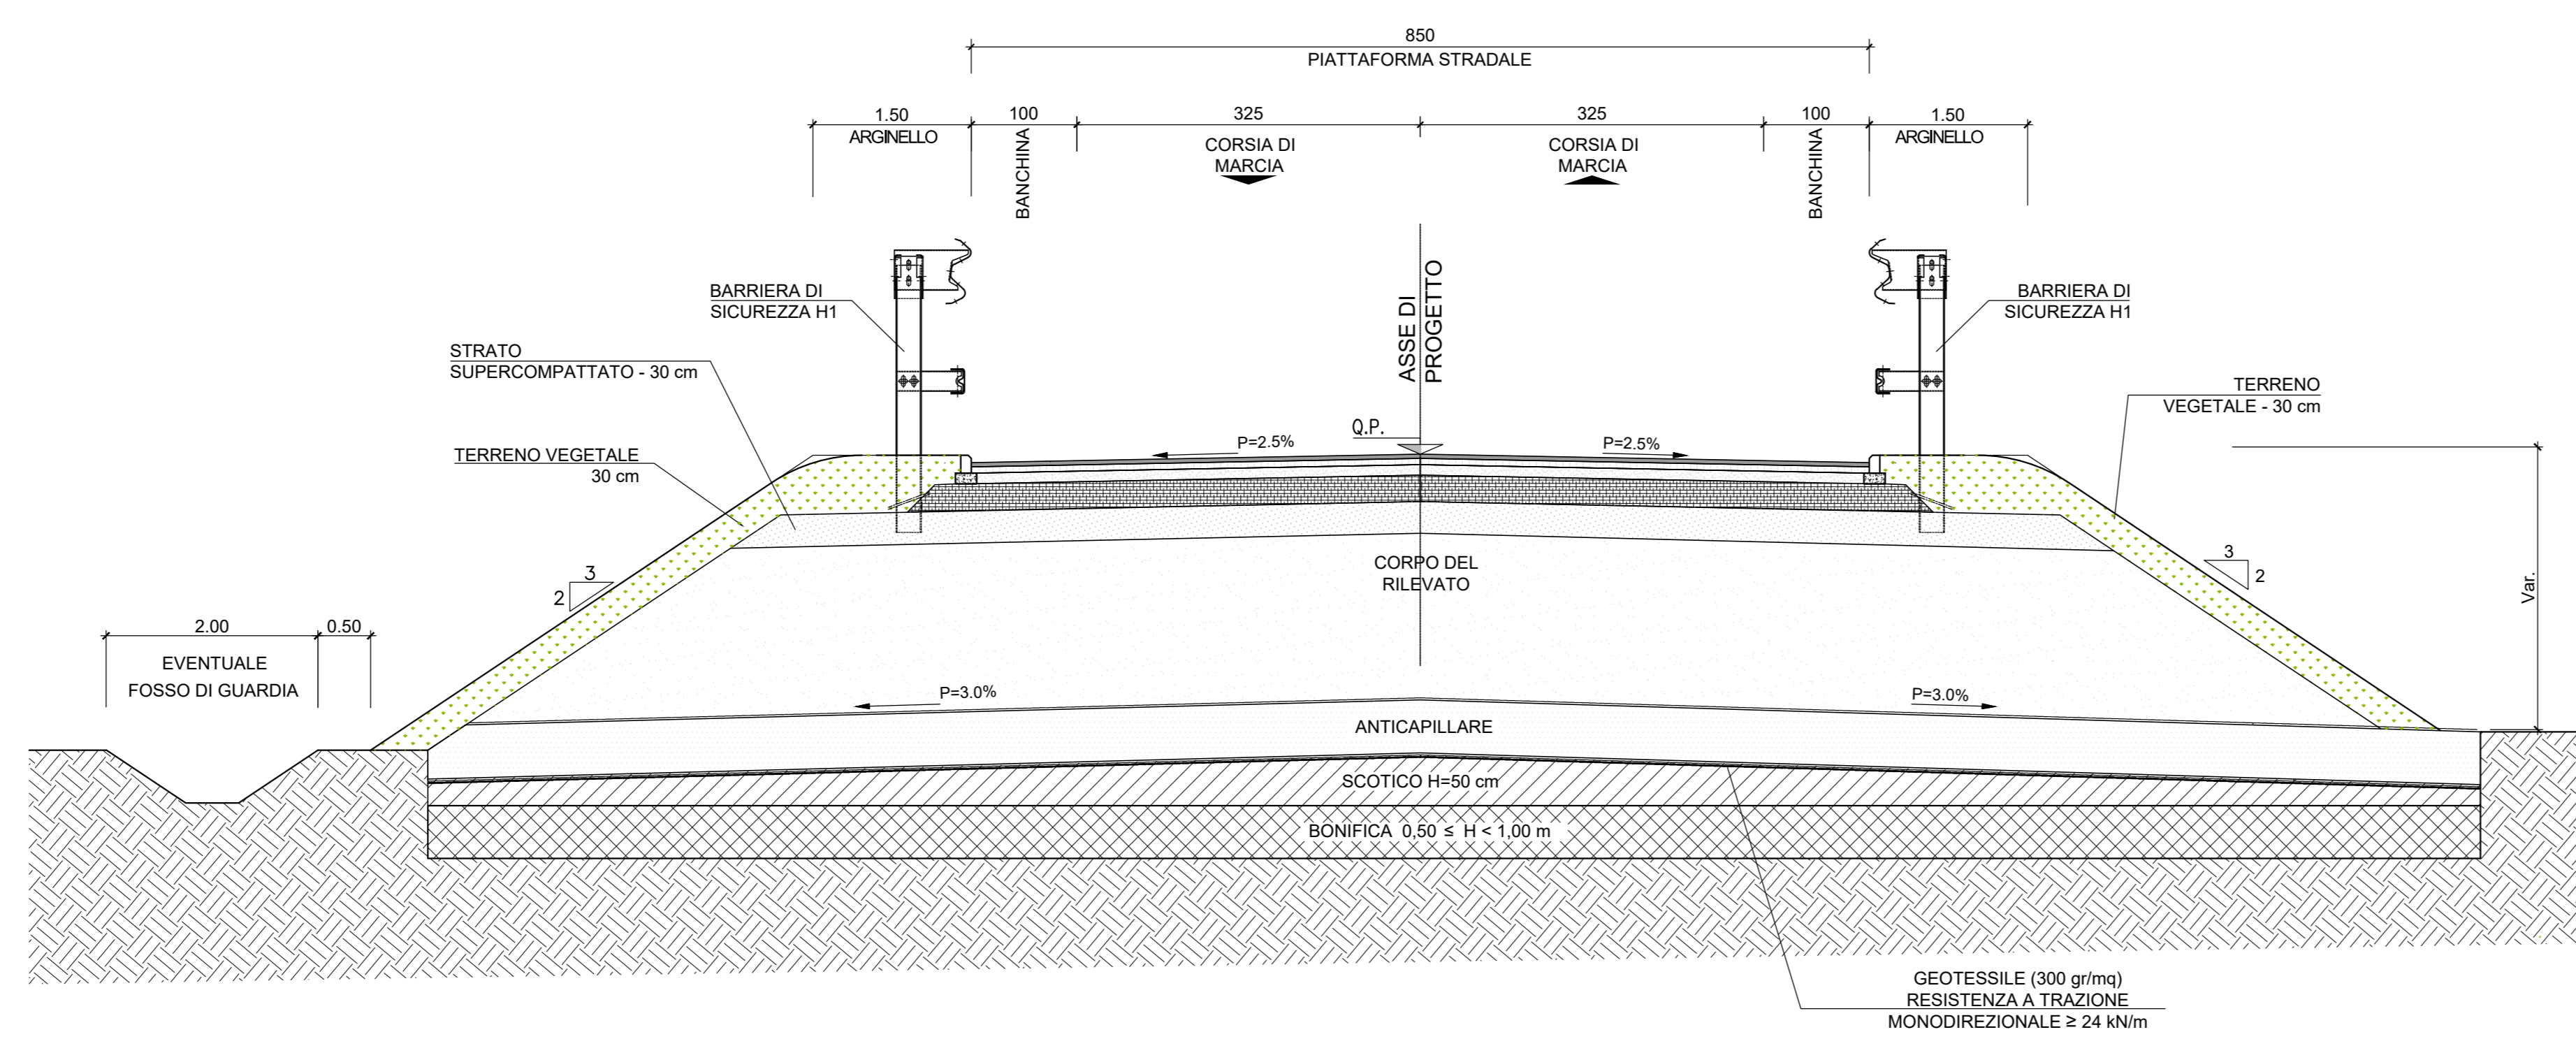 850
PIATTAFORMA STRADALE
1.50
100
325
325
100
1.50
ARGINELLO
BANCHINA
CORSIA DI
MARCIA
CORSIA DI
MARCIA
BANCHINA
ARGINELLO
ASSE DI
PROGETTO
BARRIERA DI
SICUREZZA H1
BARRIERA DI
SICUREZZA H1
STRATO
SUPERCOMPATTATO - 30 cm
TERRENO
VEGETALE - 30 cm
TERRENO VEGETALE
30 cm
Q.P.
P=2.5%
P=2.5%
3
2
3
2
Var.
CORPO DEL
RILEVATO
2.00
0.50
EVENTUALE
FOSSO DI GUARDIA
P=3.0%
P=3.0%
ANTICAPILLARE
SCOTICO H=50 cm
BONIFICA 0,50 ≤ H < 1,00 m
GEOTESSILE (300 gr/mq)
RESISTENZA A TRAZIONE
MONODIREZIONALE ≥ 24 kN/m